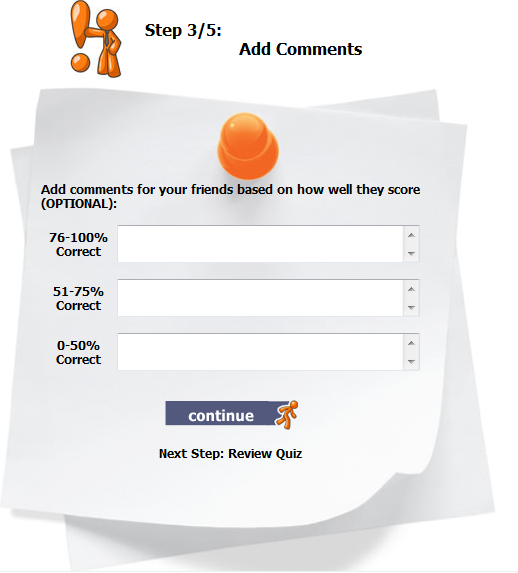 Step 3/5:
Add Comments
Add comments for your friends based on how well they score
(OPTIONAL):
76-100%
Correct
51-75%
Correct
0-50%
Correct
continue
Next Step: Review Quiz